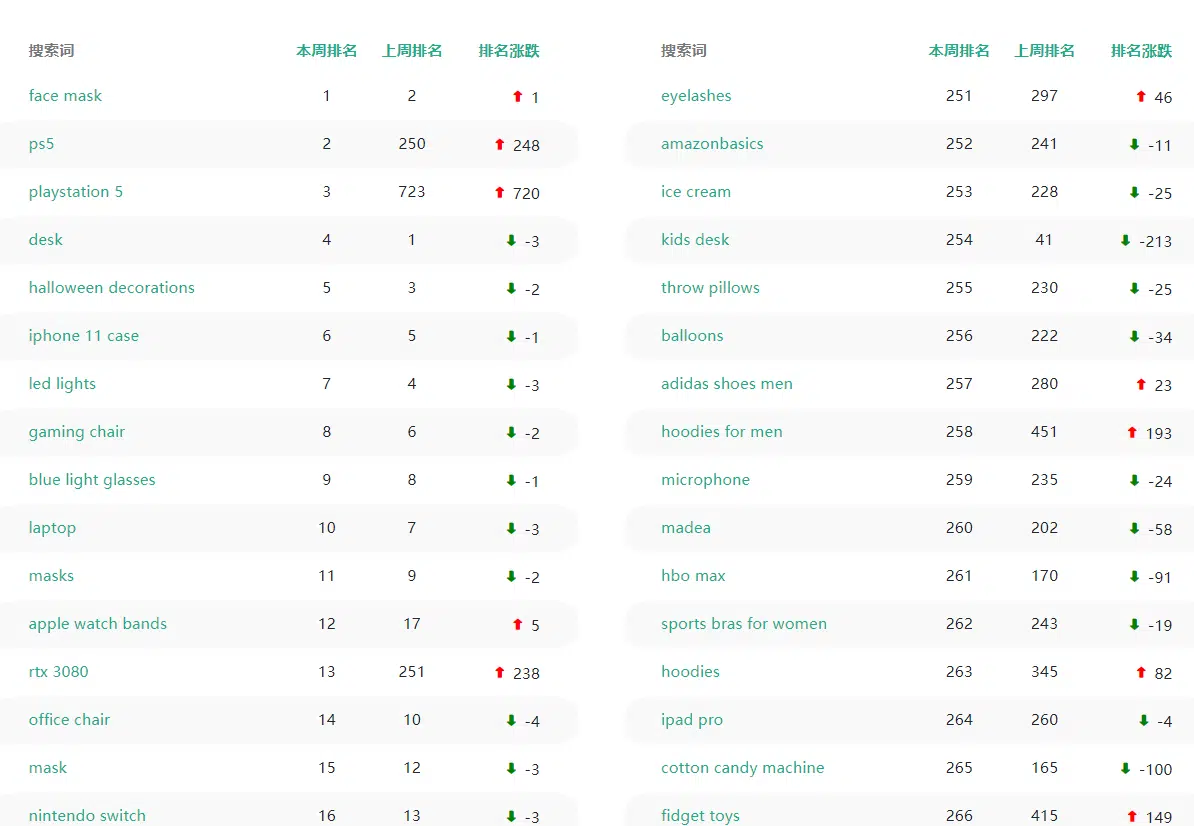 搜索词 本周排名 上周排名 排名涨跌
face mask 1 2 1
ps5 2 250 248
playstation 5 3 723 720
desk 4 1 -3
halloween decorations 5 3 -2
iphone 11 case 6 5 -1
led lights 7 4 -3
gaming chair 8 6 -2
blue light glasses 9 8 -1
laptop 10 7 -3
masks 11 9 -2
apple watch bands 12 17 5
rtx 3080 13 251 238
office chair 14 10 -4
mask 15 12 -3
nintendo switch 16 13 -3
搜索词 本周排名 上周排名 排名涨跌
eyelashes 251 297 46
amazonbasics 252 241 -11
ice cream 253 228 -25
kids desk 254 41 -213
throw pillows 255 230 -25
balloons 256 222 -34
adidas shoes men 257 280 23
hoodies for men 258 451 193
microphone 259 235 -24
madea 260 202 -58
hbo max 261 170 -91
sports bras for women 262 243 -19
hoodies 263 345 82
ipad pro 264 260 -4
cotton candy machine 265 165 -100
fidget toys 266 415 149